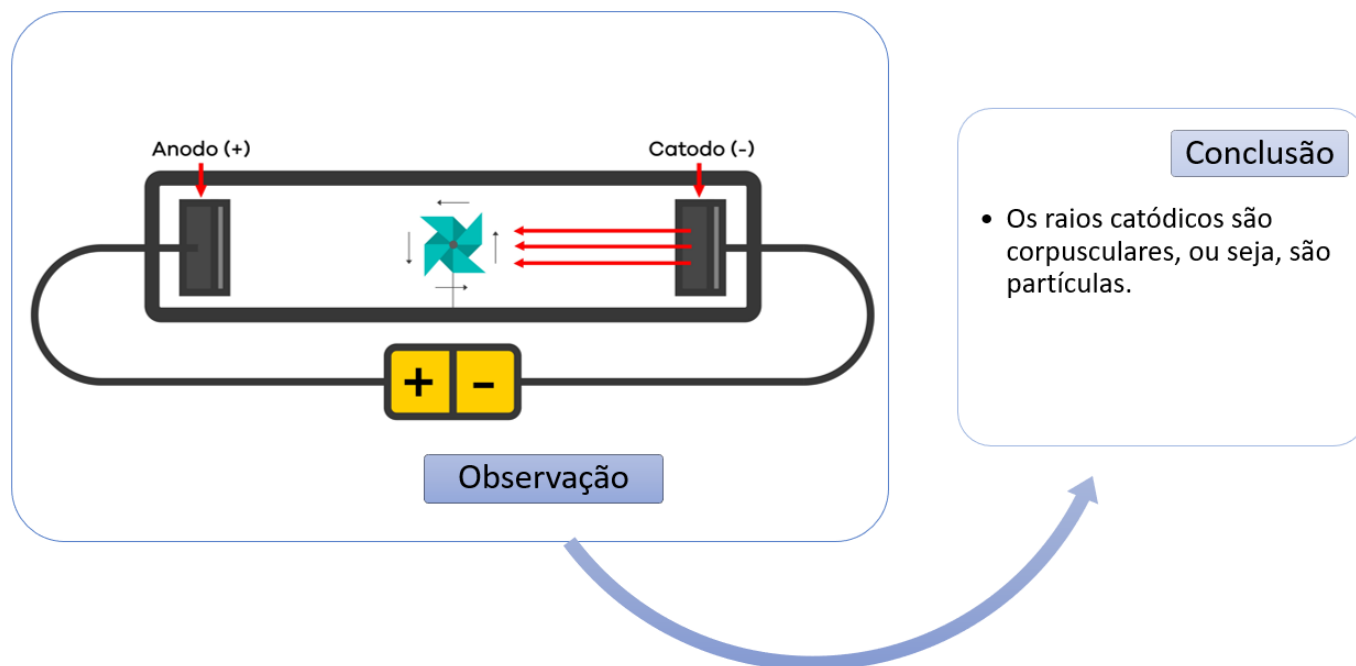 Anodo (+)
Catodo (-)
+ -
Observação
Conclusão
• Os raios catódicos são
corpusculares, ou seja, são
partículas.